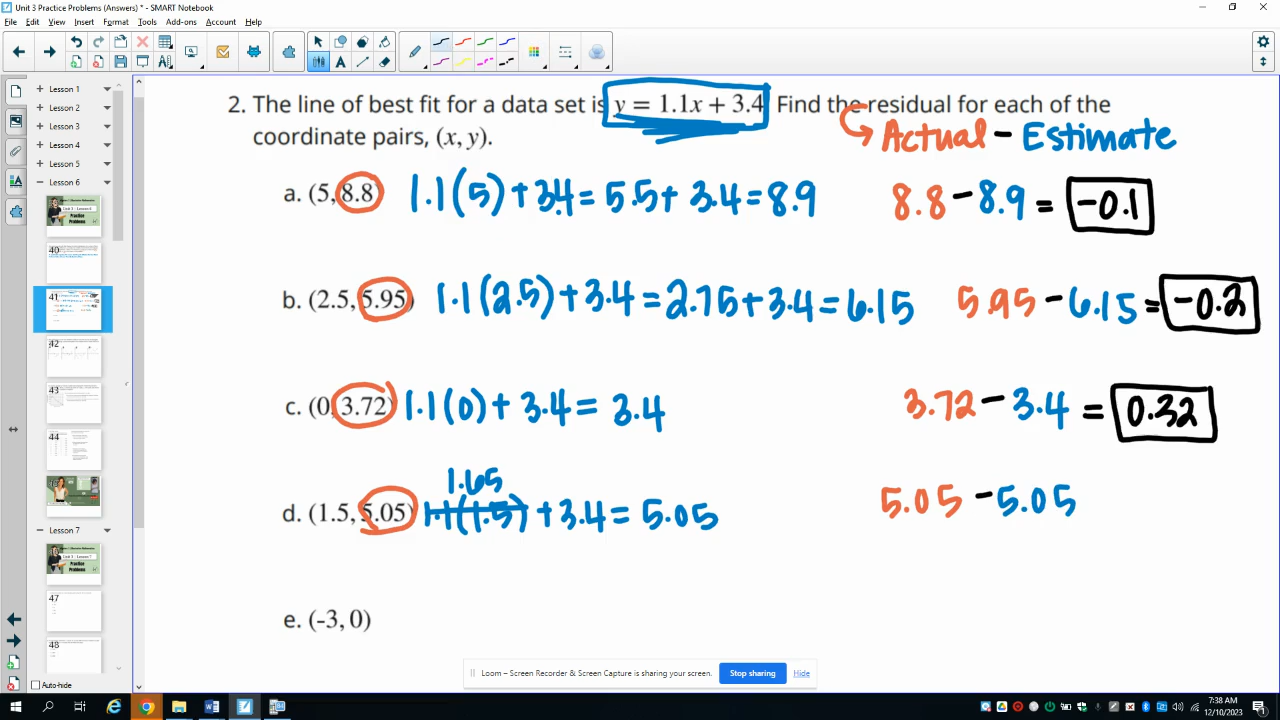 Unit 3 Practice Problems (Answers) * - SMART Notebook
File Edit View Insert Format Tools Add-ons Account Help
Lesson 1
Lesson 2
Lesson 3
Lesson 4
Lesson 5
Lesson 6
40
41
42
43
44
Lesson 7
47
48
Auto-hide
2. The line of best fit for a data set is y = 1.1x + 3.4. Find the residual for each of the
coordinate pairs, (x, y).
Actual - Estimate
a. (5, 8.8) 1.1(5) + 3.4 = 5.5 + 3.4 = 8.9 8.8 - 8.9 = -0.1
b. (2.5, 5.95) 1.1(2.5) + 3.4 = 2.75 + 3.4 = 6.15 5.95 - 6.15 = -0.2
c. (0, 3.72) 1.1(0) + 3.4 = 3.4 3.72 - 3.4 = 0.32
1.65
d. (1.5, 5.05) 1.1(1.5) + 3.4 = 5.05 5.05 - 5.05
e. (-3, 0)
Loom – Screen Recorder & Screen Capture is sharing your screen. Stop sharing Hide
7:38 AM
12/10/2023